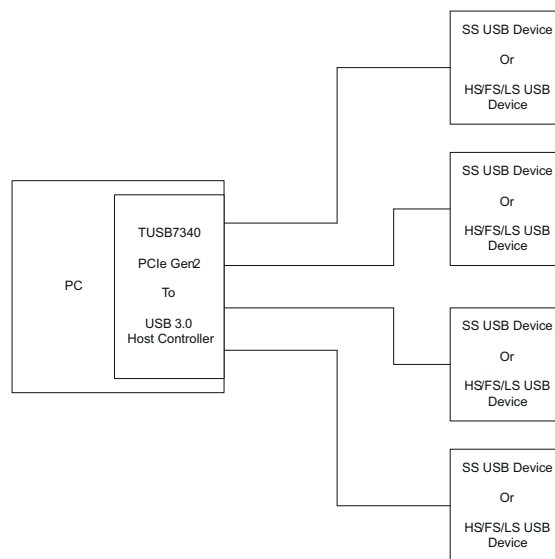 SS USB Device
Or
HS/FS/LS USB
Device
SS USB Device
Or
HS/FS/LS USB
Device
TUSB7340
PCIe Gen2
PC
To
USB 3.0
Host Controller
SS USB Device
Or
HS/FS/LS USB
Device
SS USB Device
Or
HS/FS/LS USB
Device